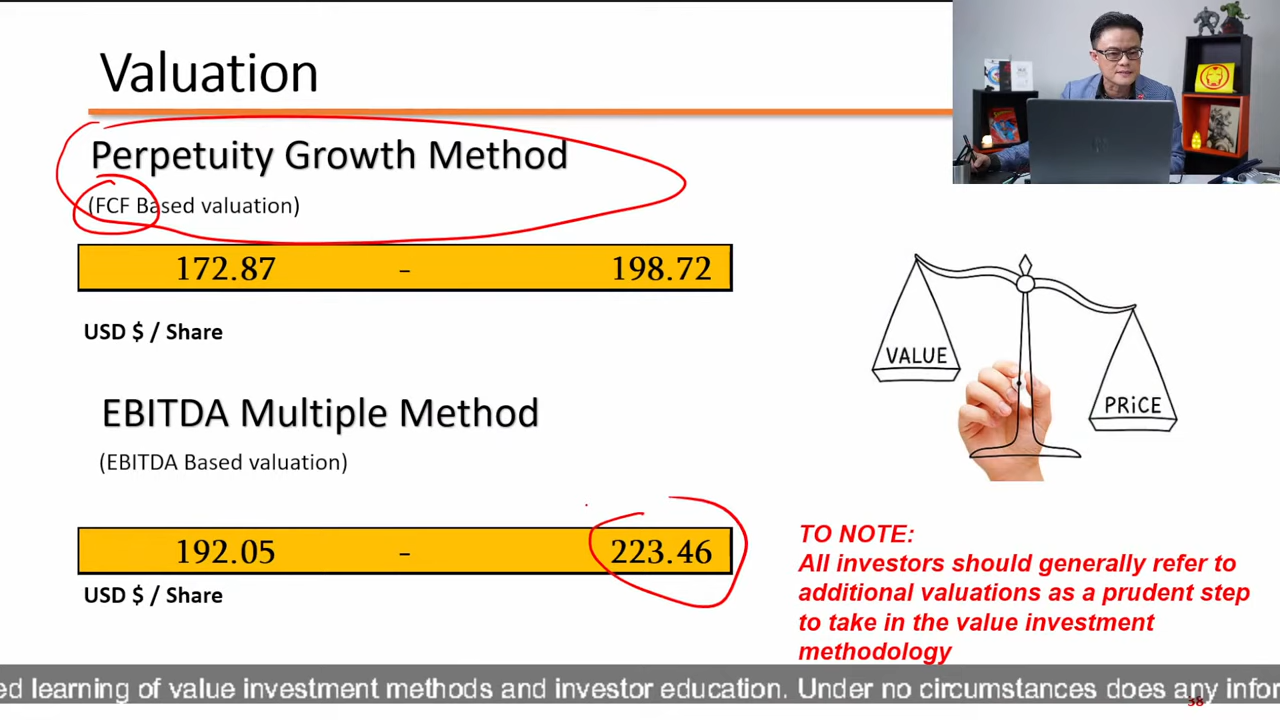 Valuation
Perpetuity Growth Method
(FCF Based valuation)
172.87 - 198.72
USD $ / Share
EBITDA Multiple Method
(EBITDA Based valuation)
192.05 - 223.46
USD $ / Share
VALUE
PRiCE
TO NOTE:
All investors should generally refer to
additional valuations as a prudent step
to take in the value investment
methodology
ed learning of value investment methods and investor education. Under no circumstances does any infor
38